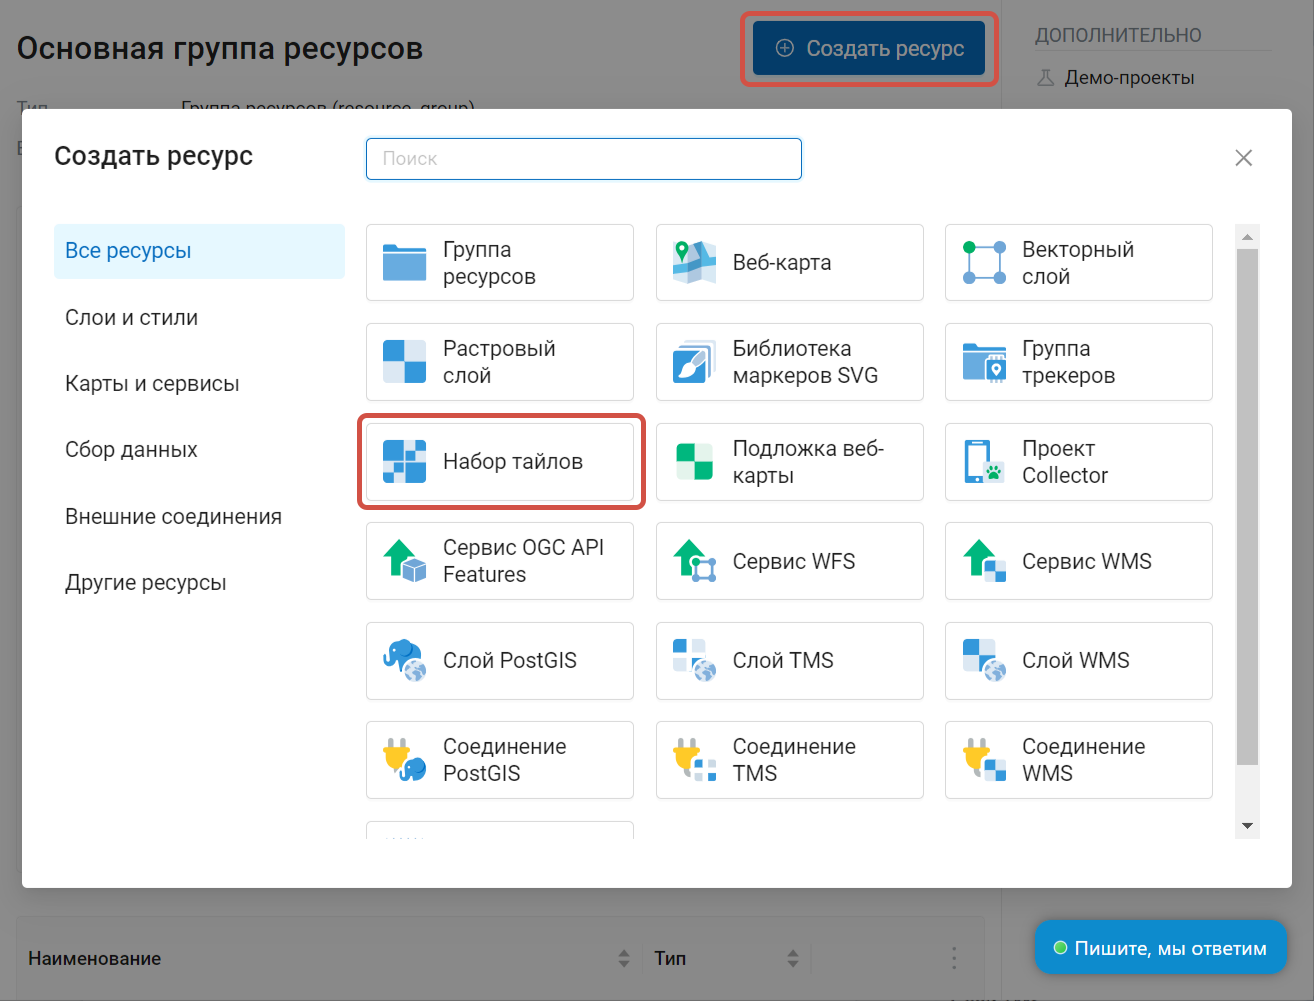 Основная группа ресурсов
Создать ресурс
ДОПОЛНИТЕЛЬНО
Демо-проекты
Тип
Группа ресурсов (resource_group)
Создать ресурс
Поиск
Все ресурсы
Слои и стили
Карты и сервисы
Сбор данных
Внешние соединения
Другие ресурсы
Группа
ресурсов
Веб-карта
Векторный
слой
Растровый
слой
Библиотека
маркеров SVG
Группа
трекеров
Набор тайлов
Подложка веб-
карты
Проект
Collector
Сервис OGC API
Features
Сервис WFS
Сервис WMS
Слой PostGIS
Слой TMS
Слой WMS
Соединение
PostGIS
Соединение
TMS
Соединение
WMS
Наименование
Тип
Пишите, мы ответим